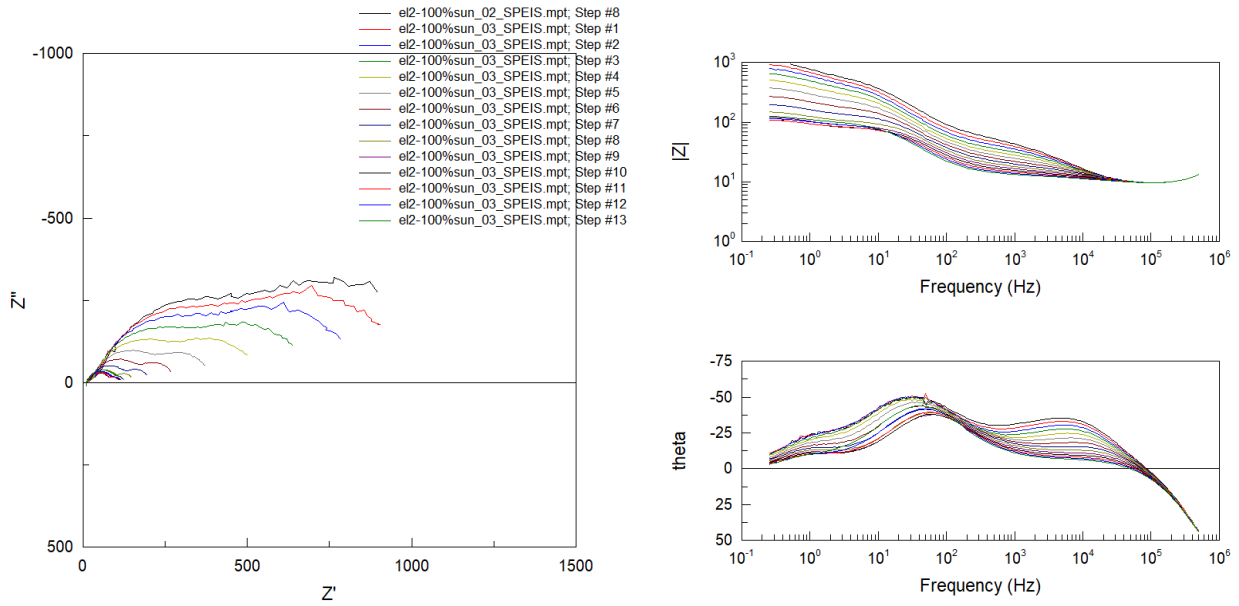 el2-100%sun_02_SPEIS.mpt; Step #8
el2-100%sun_03_SPEIS.mpt; Step #1
el2-100%sun_03_SPEIS.mpt; Step #2
el2-100%sun_03_SPEIS.mpt; Step #3
el2-100%sun_03_SPEIS.mpt; Step #4
el2-100%sun_03_SPEIS.mpt; Step #5
el2-100%sun_03_SPEIS.mpt; Step #6
el2-100%sun_03_SPEIS.mpt; Step #7
el2-100%sun_03_SPEIS.mpt; Step #8
el2-100%sun_03_SPEIS.mpt; Step #9
el2-100%sun_03_SPEIS.mpt; Step #10
el2-100%sun_03_SPEIS.mpt; Step #11
el2-100%sun_03_SPEIS.mpt; Step #12
el2-100%sun_03_SPEIS.mpt; Step #13
-1000
-500
0
500
Z''
0 500 1000 1500
Z'
10³
10²
10¹
10⁰
|Z|
10⁻¹ 10⁰ 10¹ 10² 10³ 10⁴ 10⁵ 10⁶
Frequency (Hz)
-75
-50
-25
0
25
50
theta
10⁻¹ 10⁰ 10¹ 10² 10³ 10⁴ 10⁵ 10⁶
Frequency (Hz)